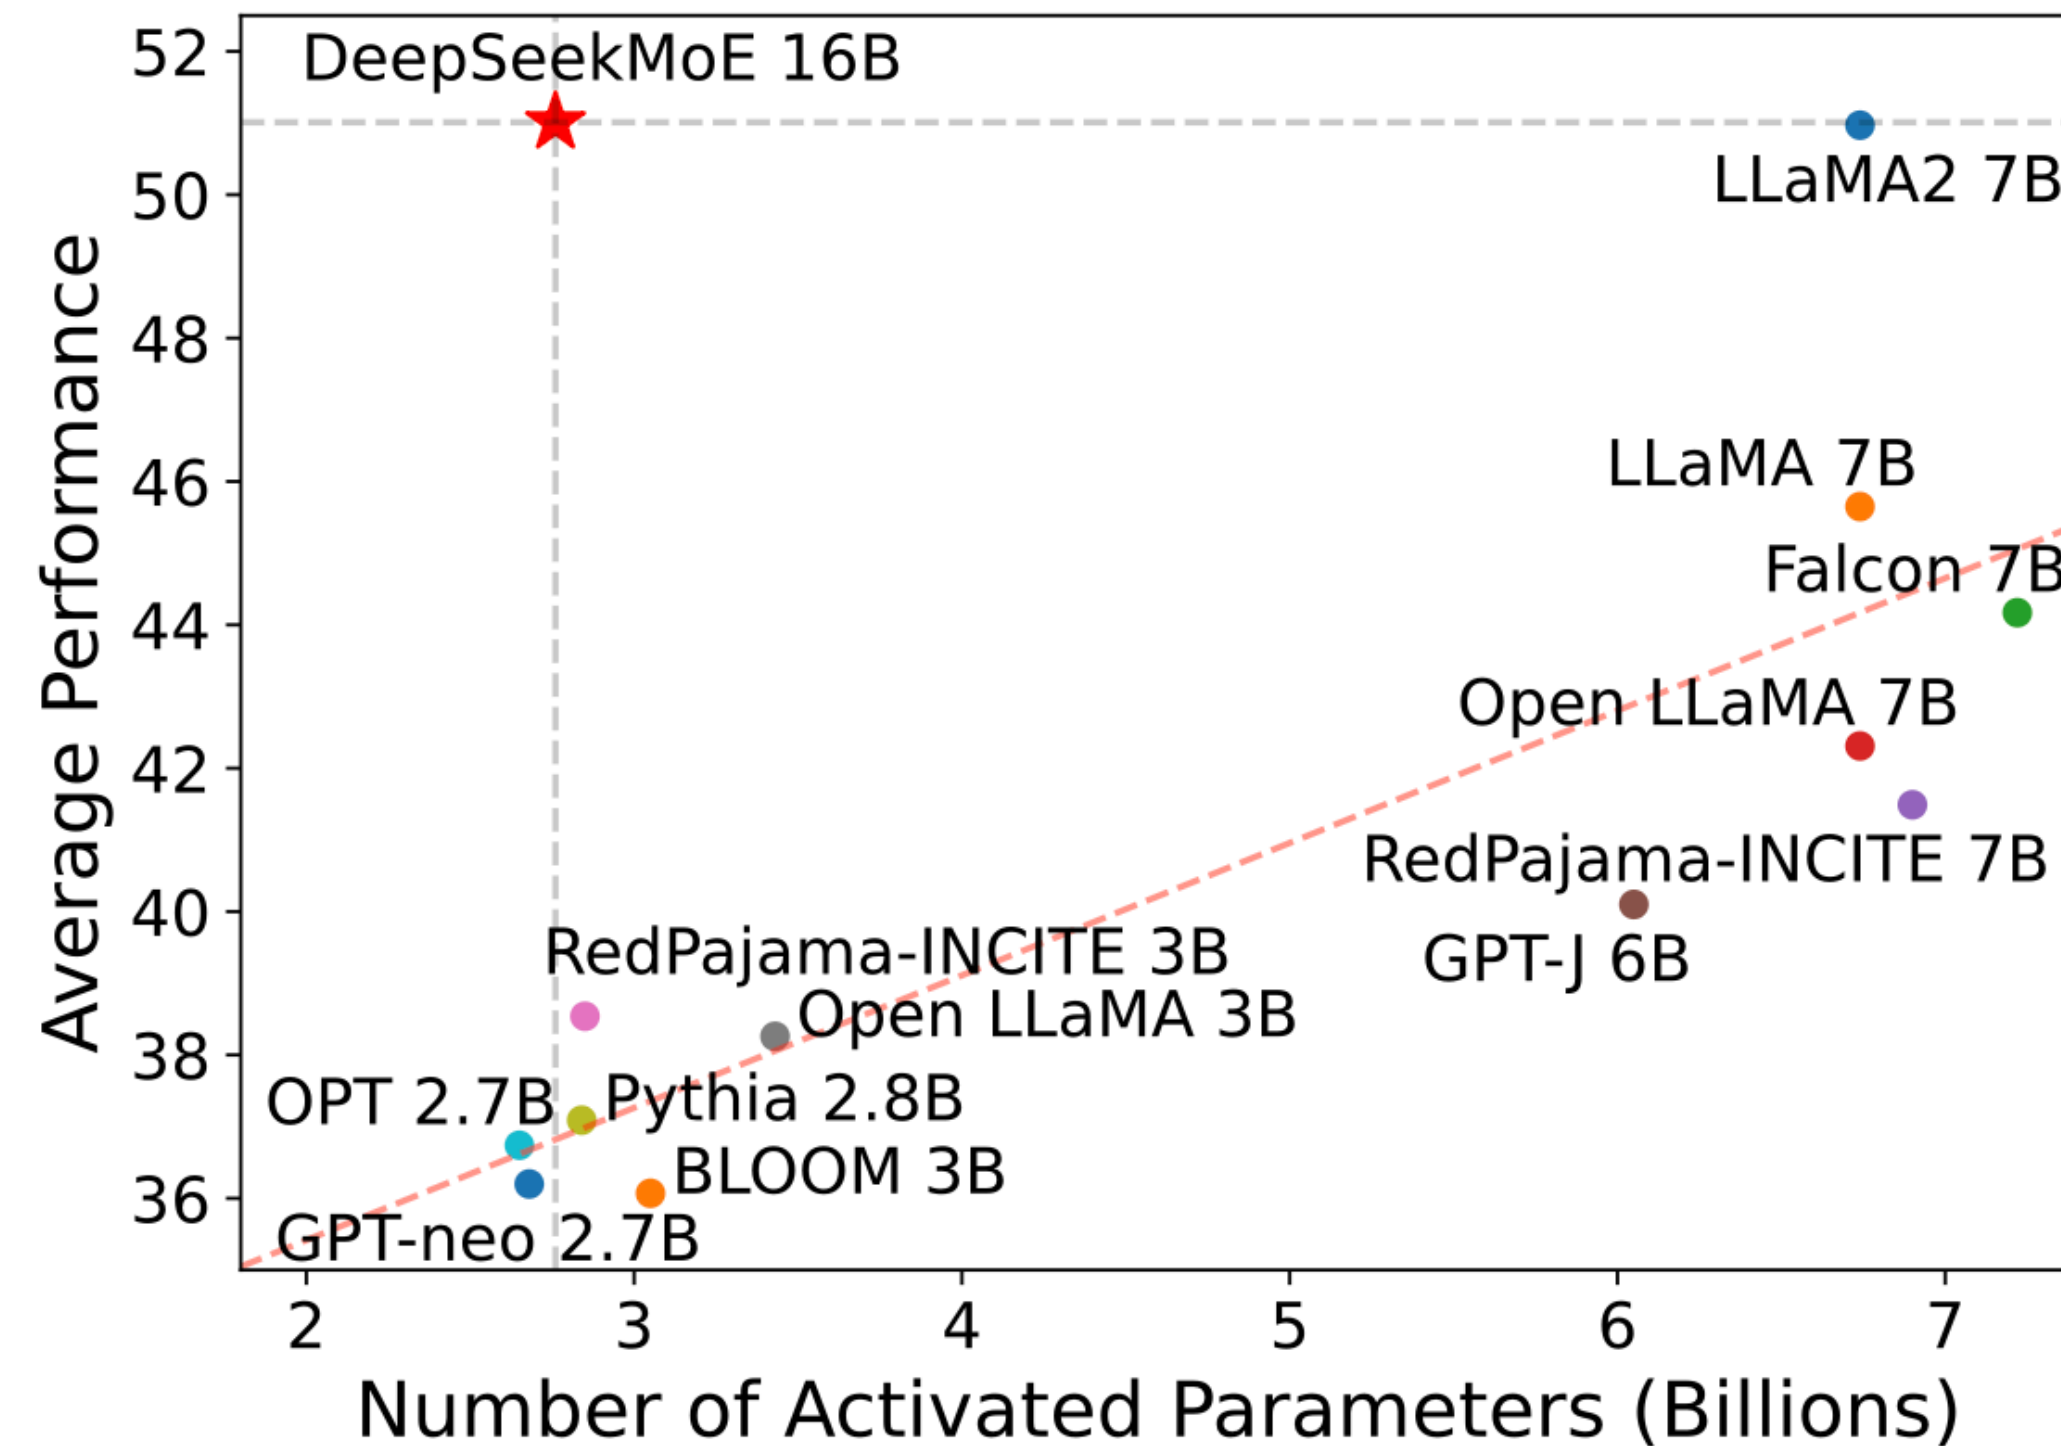 52
DeepSeekMoE 16B
50
LLaMA2 7B
48
46
LLaMA 7B
Falcon 7B
44
Open LLaMA 7B
42
RedPajama-INCITE 7B
40
GPT-J 6B
RedPajama-INCITE 3B
Open LLaMA 3B
38
OPT 2.7B
Pythia 2.8B
BLOOM 3B
36
GPT-neo 2.7B
Average Performance
2 3 4 5 6 7
Number of Activated Parameters (Billions)